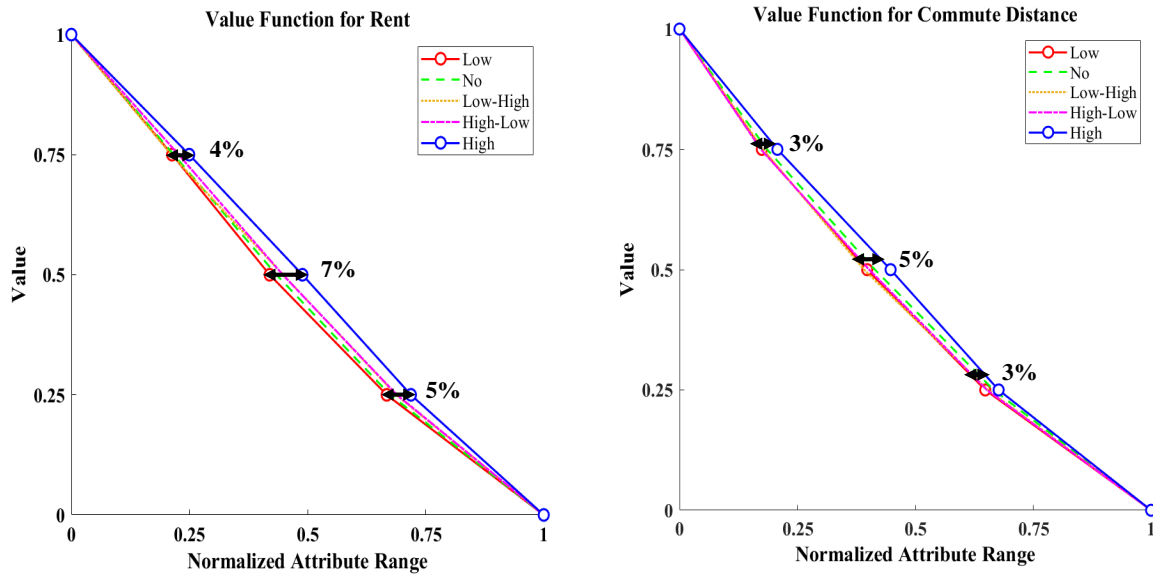 Value Function for Rent
1
0.75
0.5
0.25
0
Value
Low
No
Low-High
High-Low
High
4%
7%
5%
0
0.25
0.5
0.75
1
Normalized Attribute Range
Value Function for Commute Distance
1
0.75
0.5
0.25
0
Value
Low
No
Low-High
High-Low
High
3%
5%
3%
0
0.25
0.5
0.75
1
Normalized Attribute Range